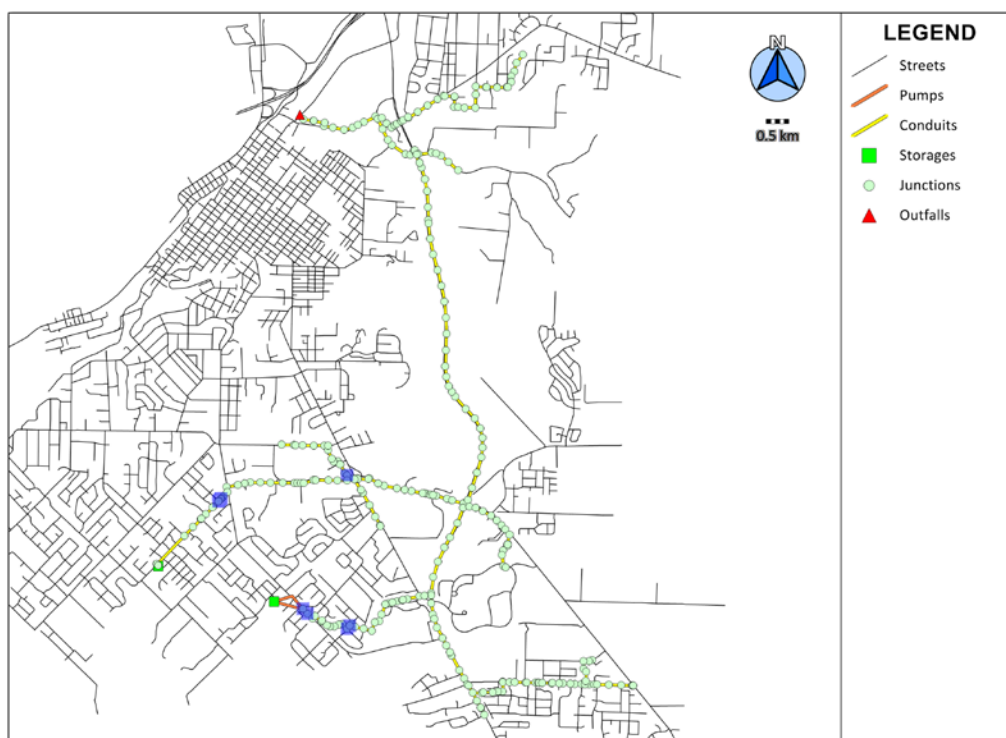 N
0.5 km
LEGEND
Streets
Pumps
Conduits
Storages
Junctions
Outfalls